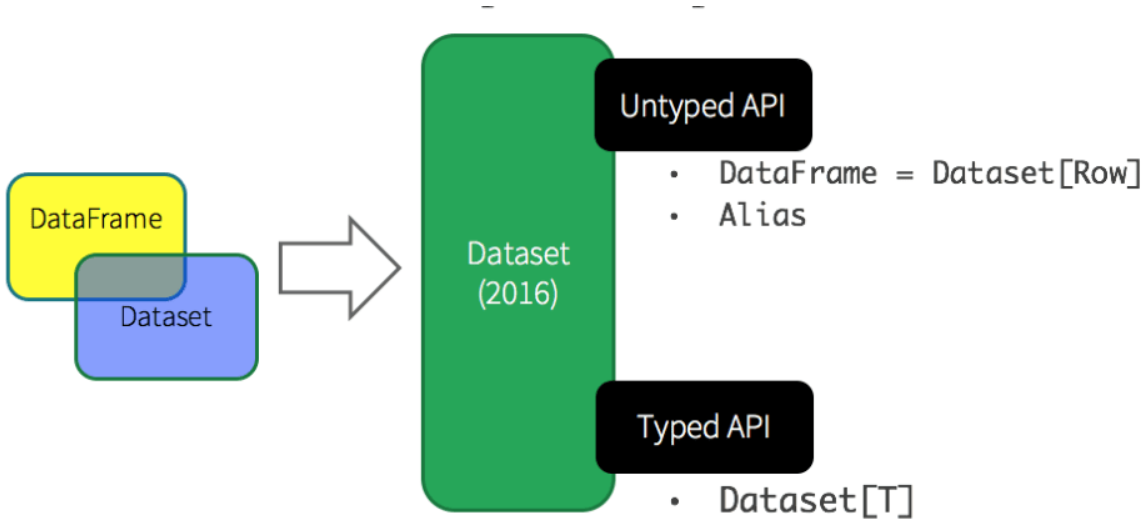 DataFrame
Dataset
Dataset
(2016)
Untyped API
• DataFrame = Dataset[Row]
• Alias
Typed API
• Dataset[T]